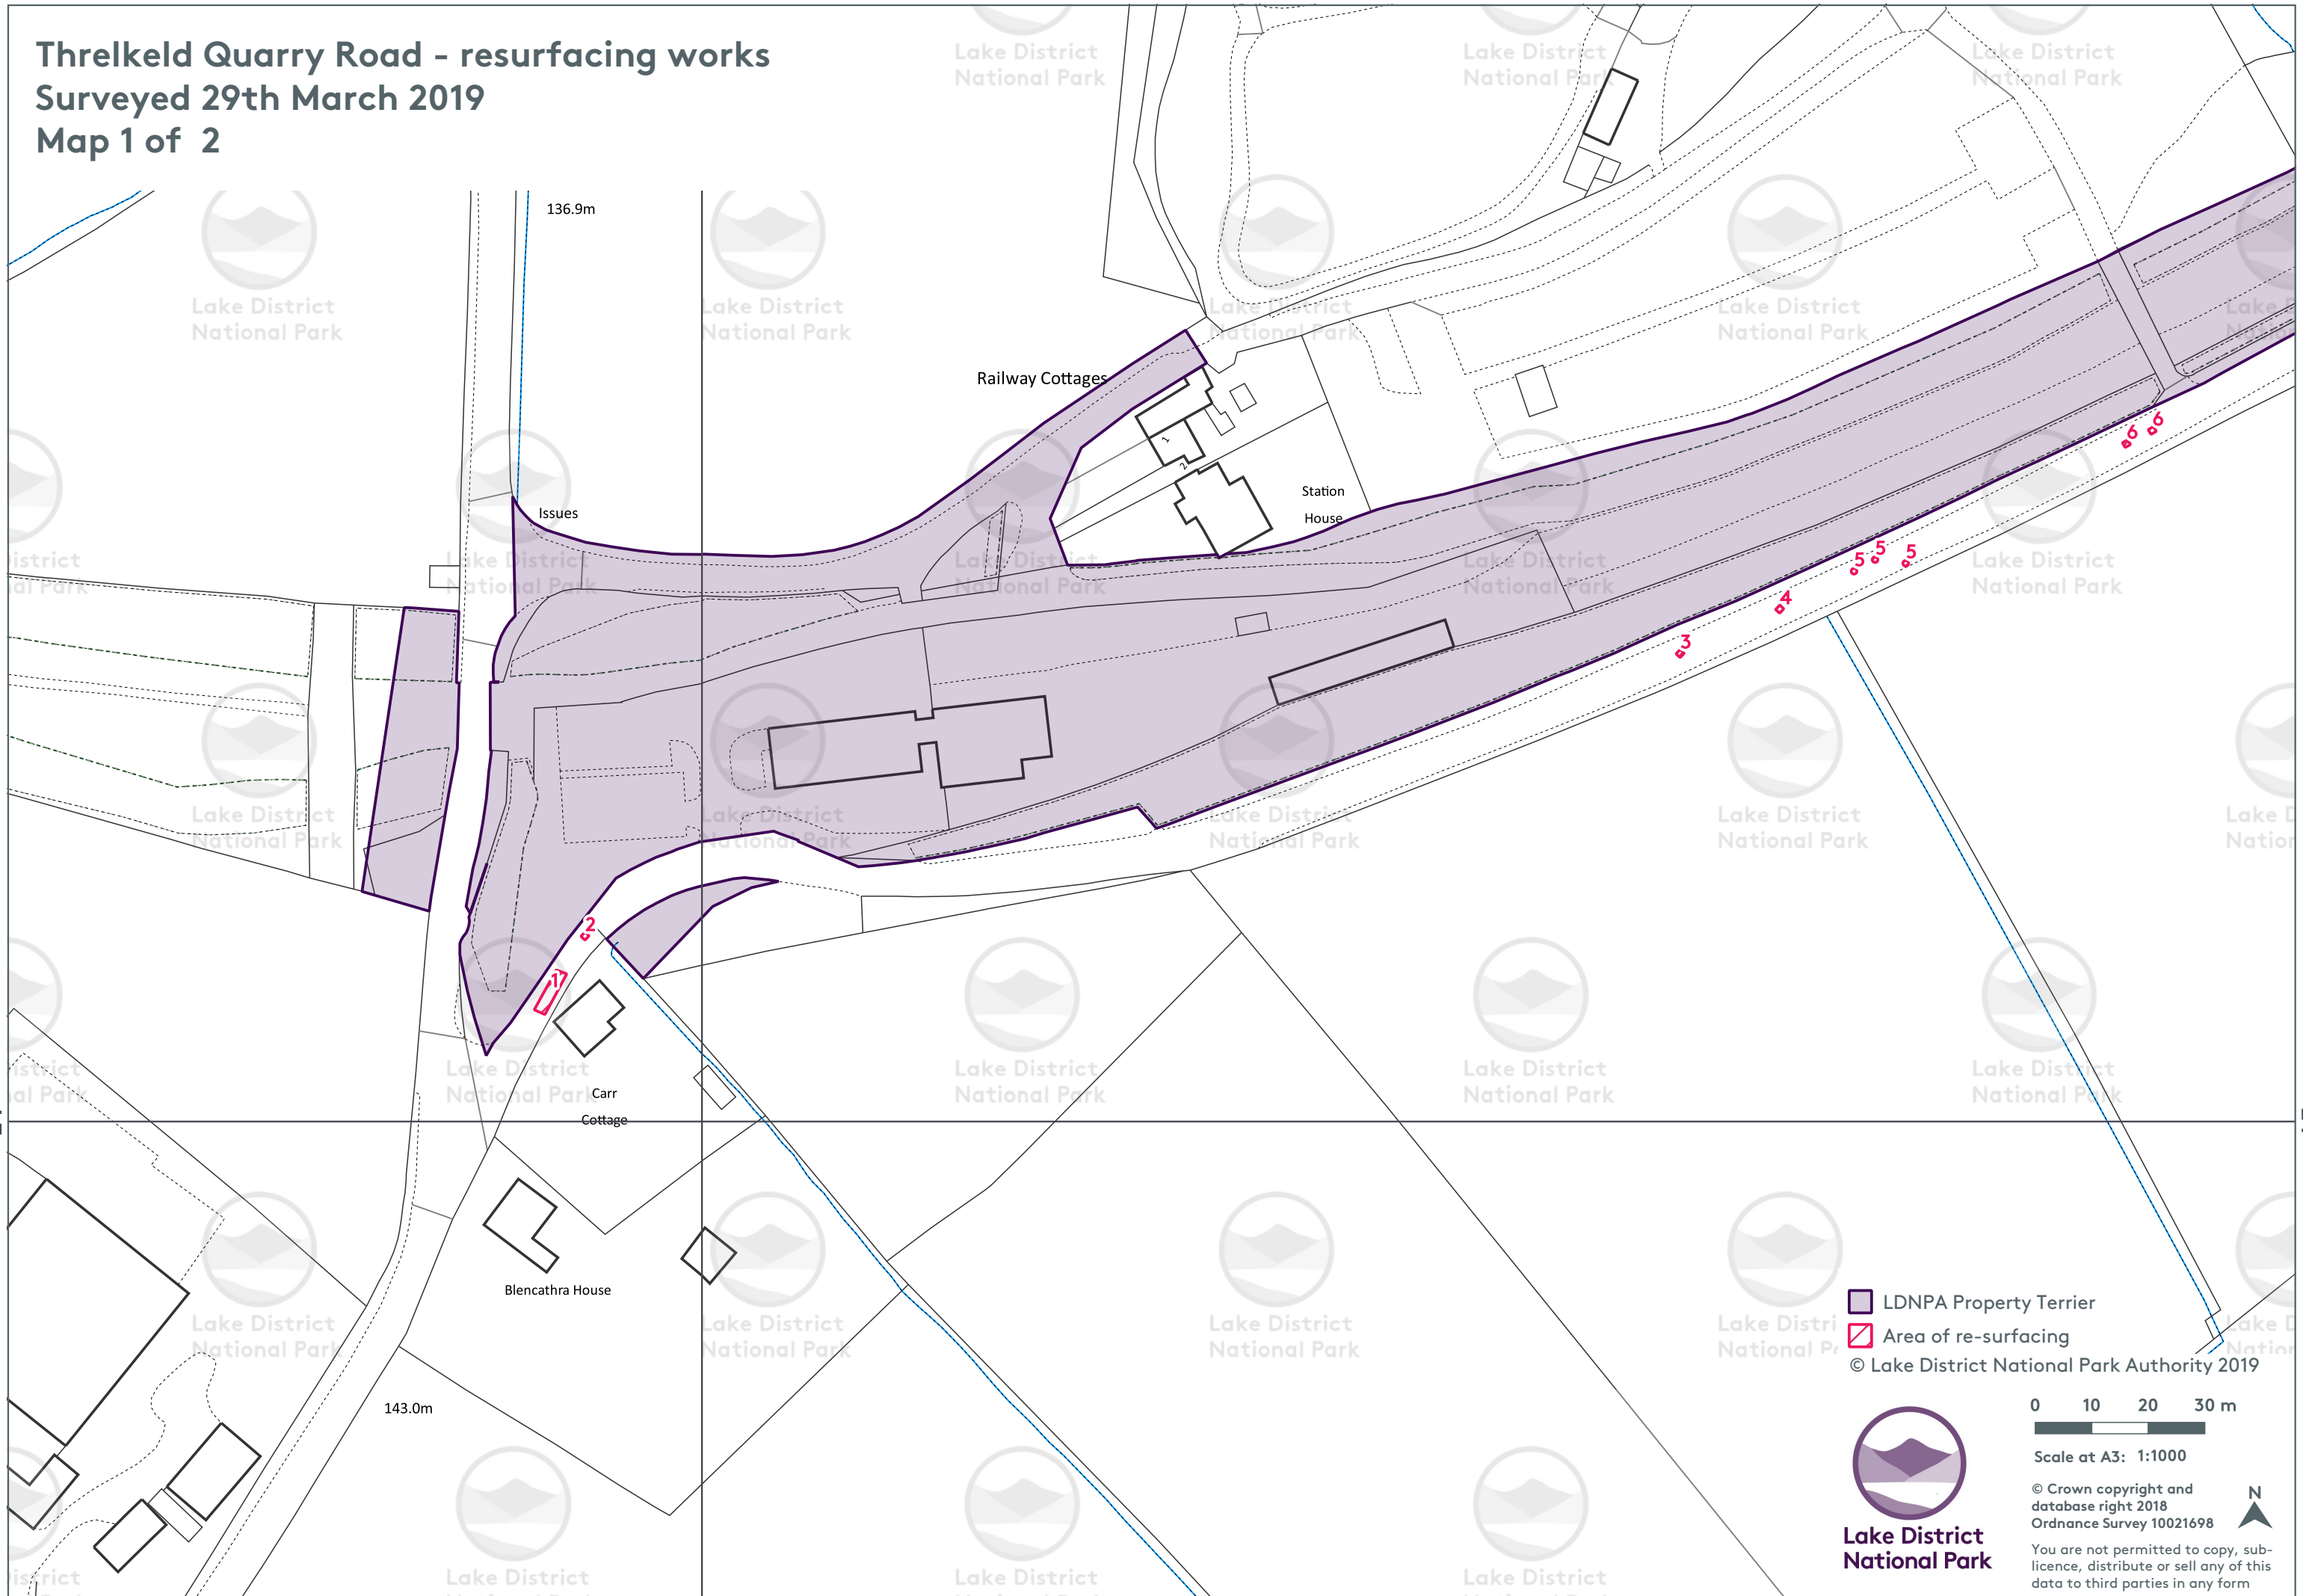 Threlkeld Quarry Road - resurfacing works
Surveyed 29th March 2019
Map 1 of 2
136.9m
Railway Cottages
1
2
Station
House
Issues
6
6
5
5
5
4
3
2
1
Carr
Cottage
Blencathra House
143.0m
LDNPA Property Terrier
Area of re-surfacing
© Lake District National Park Authority 2019
0 10 20 30 m
Scale at A3: 1:1000
© Crown copyright and
database right 2018
Ordnance Survey 10021698
N
You are not permitted to copy, sub-
licence, distribute or sell any of this
data to third parties in any form
Lake District
National Park